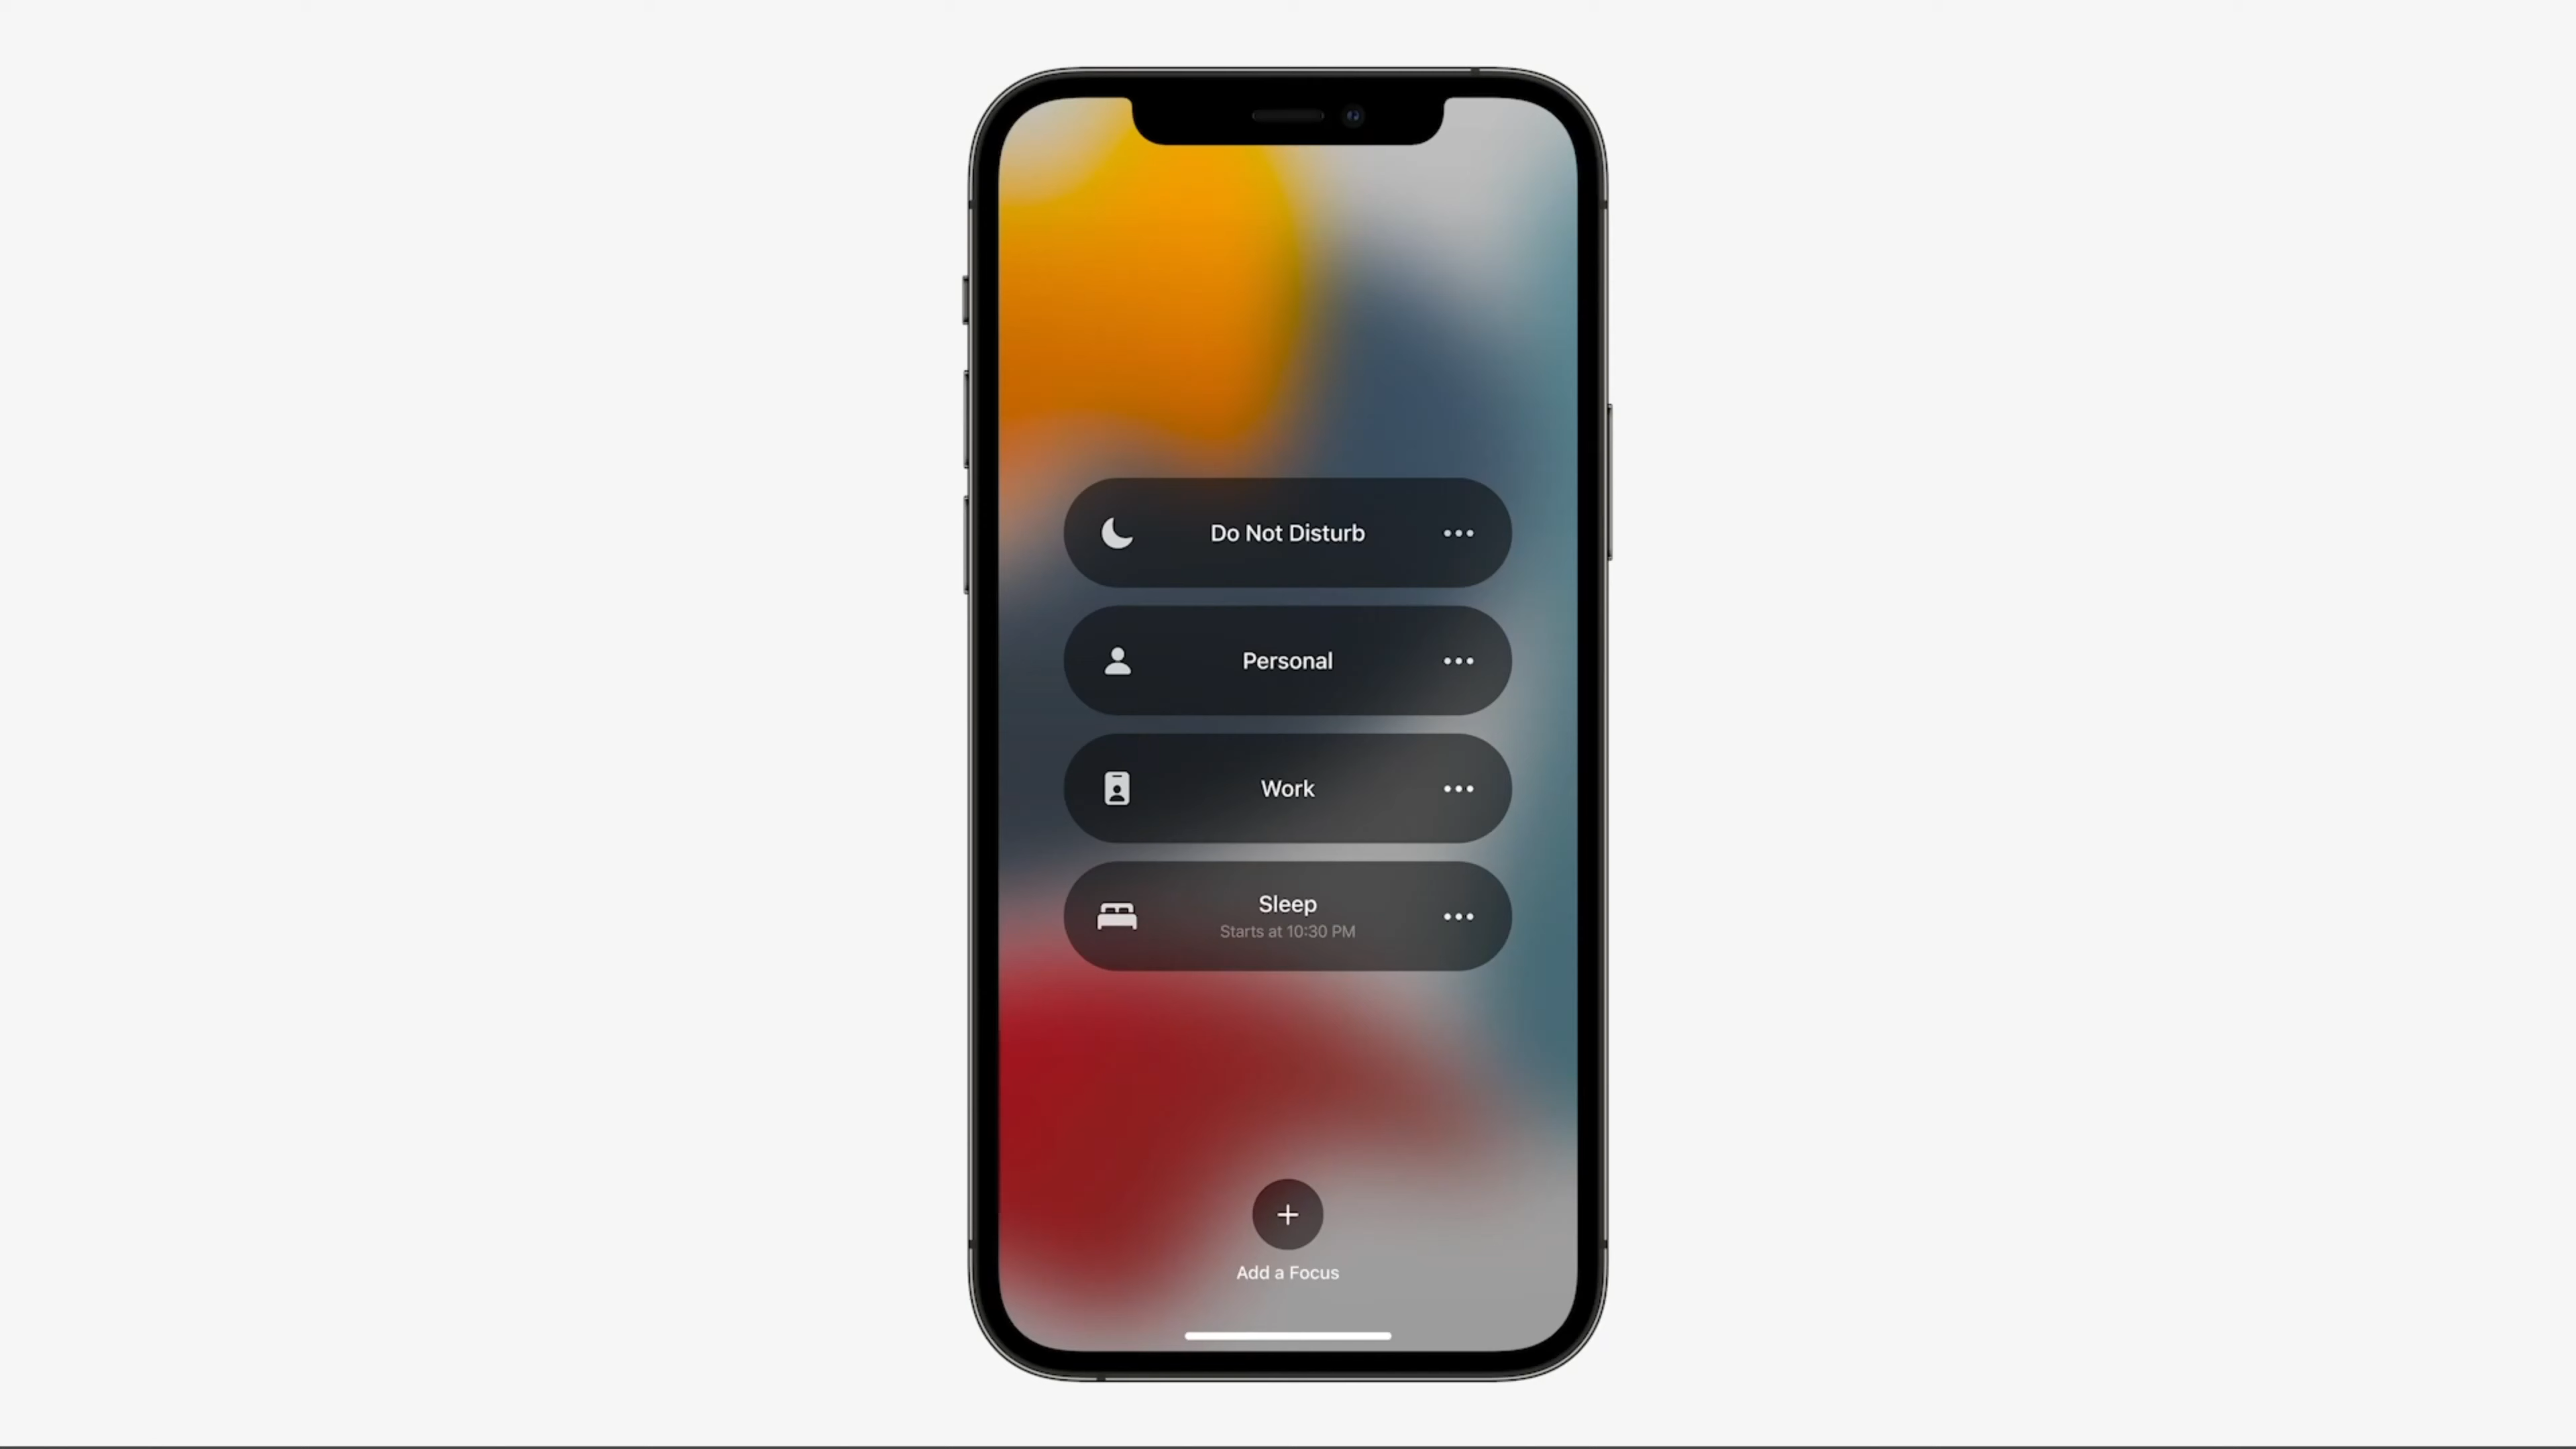 Do Not Disturb
Personal
Work
Sleep
Starts at 10:30 PM
Add a Focus